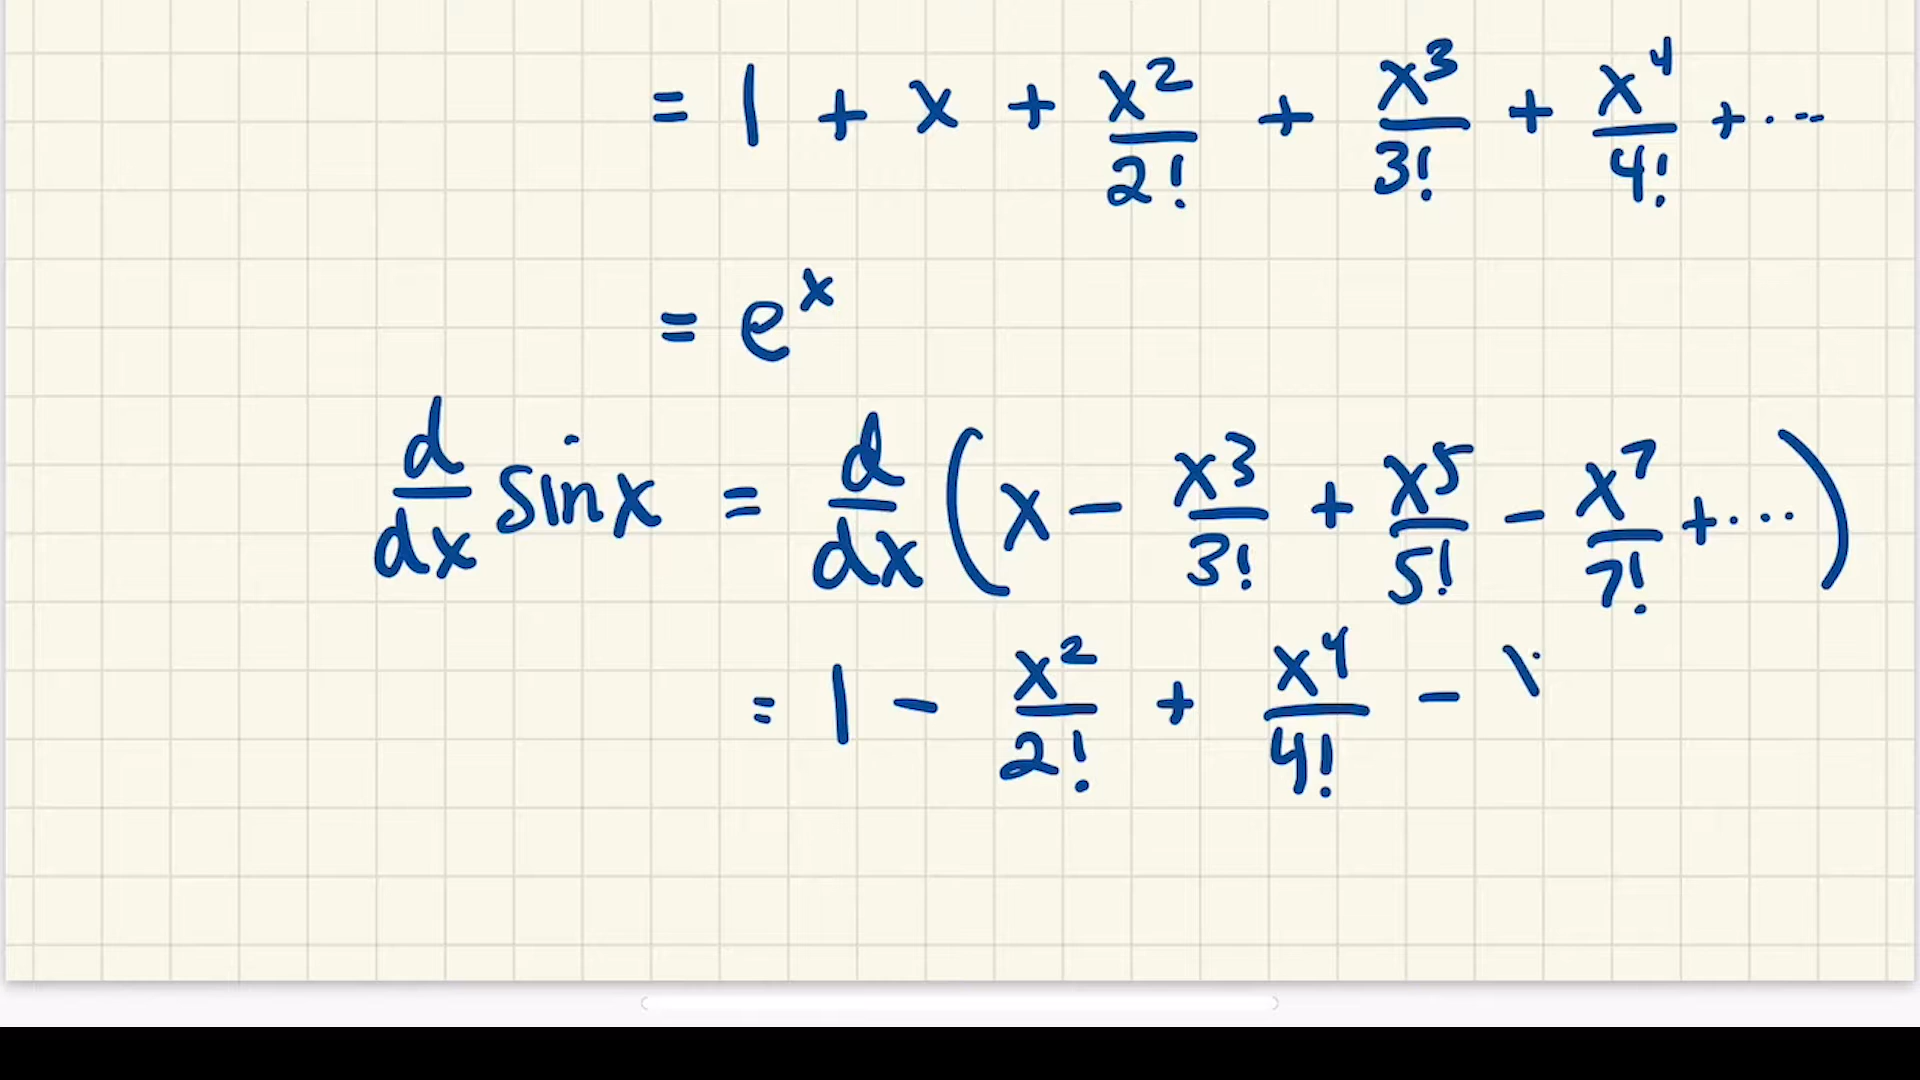 = 1 + x + x²/2! + x³/3! + x⁴/4! + ...
= eˣ
d/dx sin x = d/dx (x - x³/3! + x⁵/5! - x⁷/7! + ...)
= 1 - x²/2! + x⁴/4! -